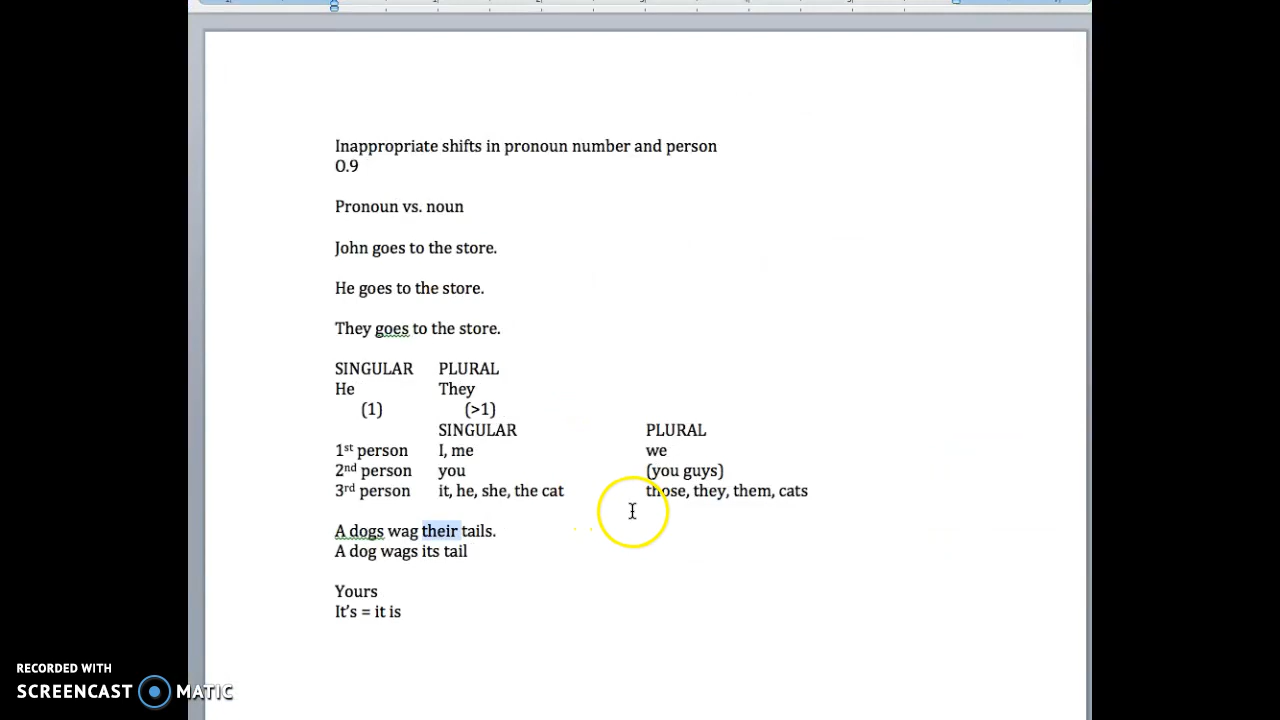 Inappropriate shifts in pronoun number and person
O.9
Pronoun vs. noun
John goes to the store.
He goes to the store.
They goes to the store.
SINGULAR PLURAL
He They
(1) (>1)
SINGULAR PLURAL
1st person I, me we
2nd person you (you guys)
3rd person it, he, she, the cat those, they, them, cats
A dogs wag their tails.
A dog wags its tail
Yours
It's = it is
RECORDED WITH
SCREENCAST MATIC